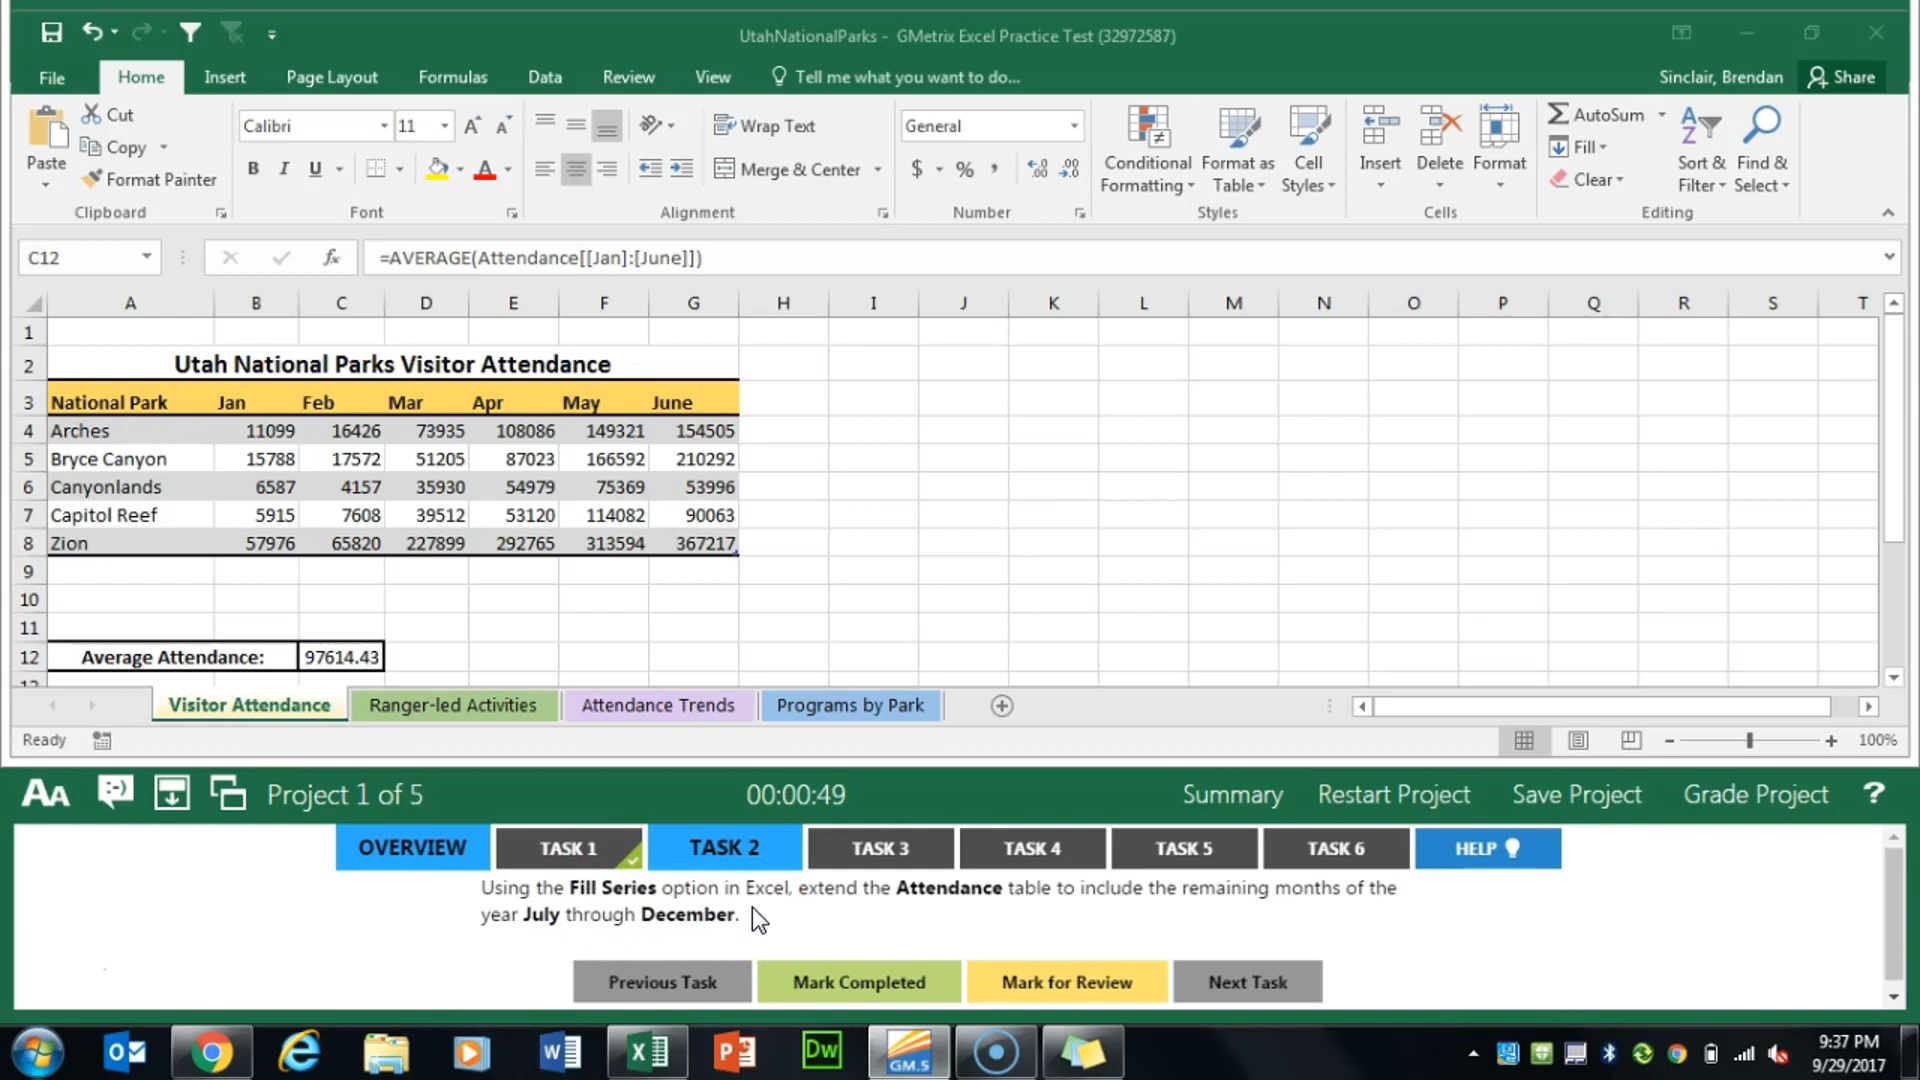 UtahNationalParks - GMetrix Excel Practice Test (32972587)
File Home Insert Page Layout Formulas Data Review View Tell me what you want to do... Sinclair, Brendan Share
Paste Cut Copy Format Painter Clipboard
Calibri 11 A A B I U A Font
Wrap Text Merge & Center Alignment
General $ % , .0 .00 Number
Conditional Formatting Format as Table Cell Styles Styles
Insert Delete Format Cells
AutoSum Fill Clear Sort & Filter Find & Select Editing
C12 fx =AVERAGE(Attendance[[Jan]:[June]])
A B C D E F G H I J K L M N O P Q R S T
1
2 Utah National Parks Visitor Attendance
3 National Park Jan Feb Mar Apr May June
4 Arches 11099 16426 73935 108086 149321 154505
5 Bryce Canyon 15788 17572 51205 87023 166592 210292
6 Canyonlands 6587 4157 35930 54979 75369 53996
7 Capitol Reef 5915 7608 39512 53120 114082 90063
8 Zion 57976 65820 227899 292765 313594 367217
9
10
11
12 Average Attendance: 97614.43
Visitor Attendance Ranger-led Activities Attendance Trends Programs by Park
Ready 100%
AA Project 1 of 5 00:00:49 Summary Restart Project Save Project Grade Project ?
OVERVIEW TASK 1 TASK 2 TASK 3 TASK 4 TASK 5 TASK 6 HELP
Using the Fill Series option in Excel, extend the Attendance table to include the remaining months of the
year July through December.
Previous Task Mark Completed Mark for Review Next Task
GM.5 Dw 9:37 PM
9/29/2017